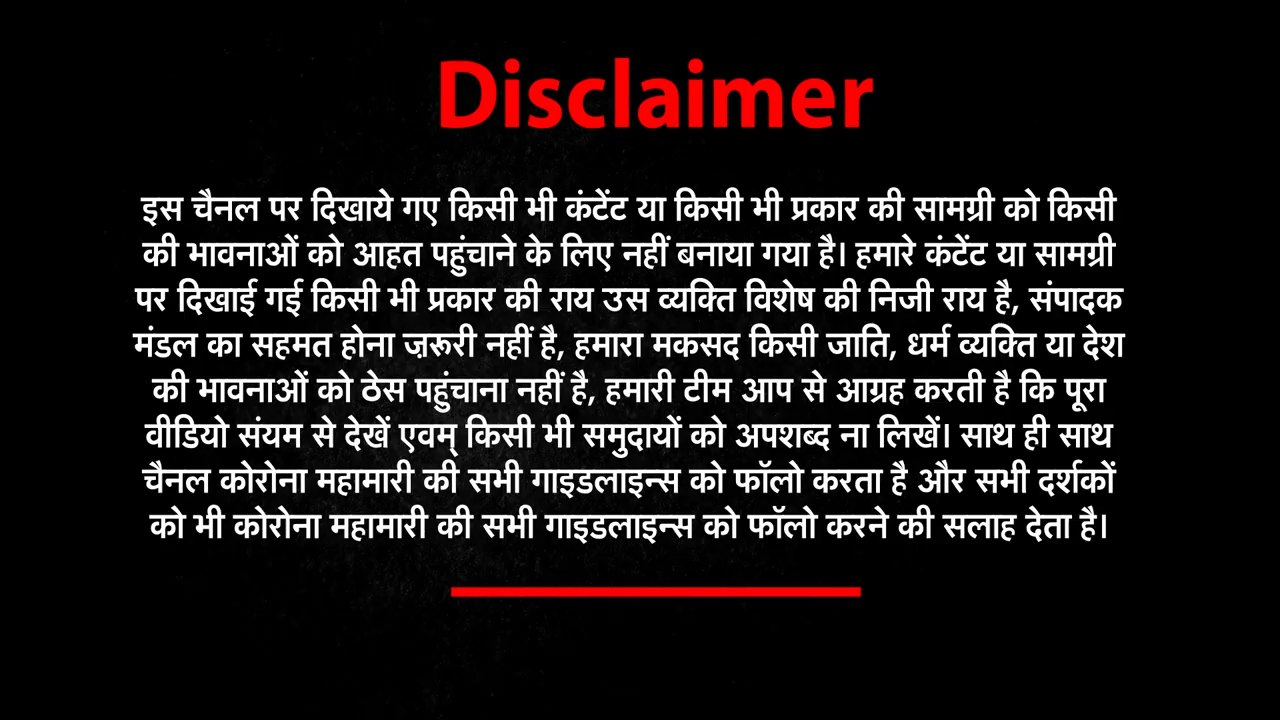 Disclaimer
इस चैनल पर दिखाये गए किसी भी कंटेंट या किसी भी प्रकार की सामग्री को किसी
की भावनाओं को आहत पहुंचाने के लिए नहीं बनाया गया है। हमारे कंटेंट या सामग्री
पर दिखाई गई किसी भी प्रकार की राय उस व्यक्ति विशेष की निजी राय है, संपादक
मंडल का सहमत होना ज़रूरी नहीं है, हमारा मकसद किसी जाति, धर्म व्यक्ति या देश
की भावनाओं को ठेस पहुंचाना नहीं है, हमारी टीम आप से आग्रह करती है कि पूरा
वीडियो संयम से देखें एवम् किसी भी समुदायों को अपशब्द ना लिखें। साथ ही साथ
चैनल कोरोना महामारी की सभी गाइडलाइन्स को फॉलो करता है और सभी दर्शकों
को भी कोरोना महामारी की सभी गाइडलाइन्स को फॉलो करने की सलाह देता है।